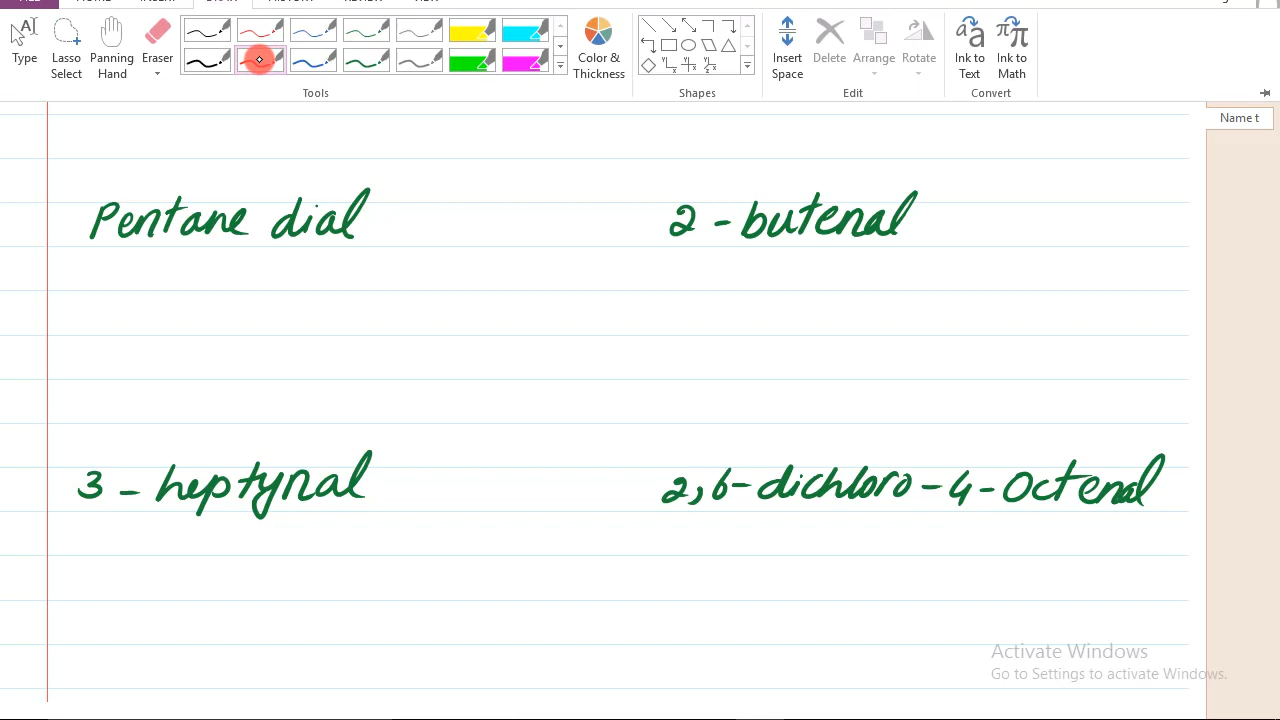 Type
Lasso Select
Panning Hand
Eraser
Color & Thickness
Insert Space
Delete
Arrange
Rotate
Ink to Text
Ink to Math
Tools
Shapes
Edit
Convert
Name t
Pentane dial
2 - butenal
3 - heptynal
2,6-dichloro-4-Octenal
Activate Windows
Go to Settings to activate Windows.